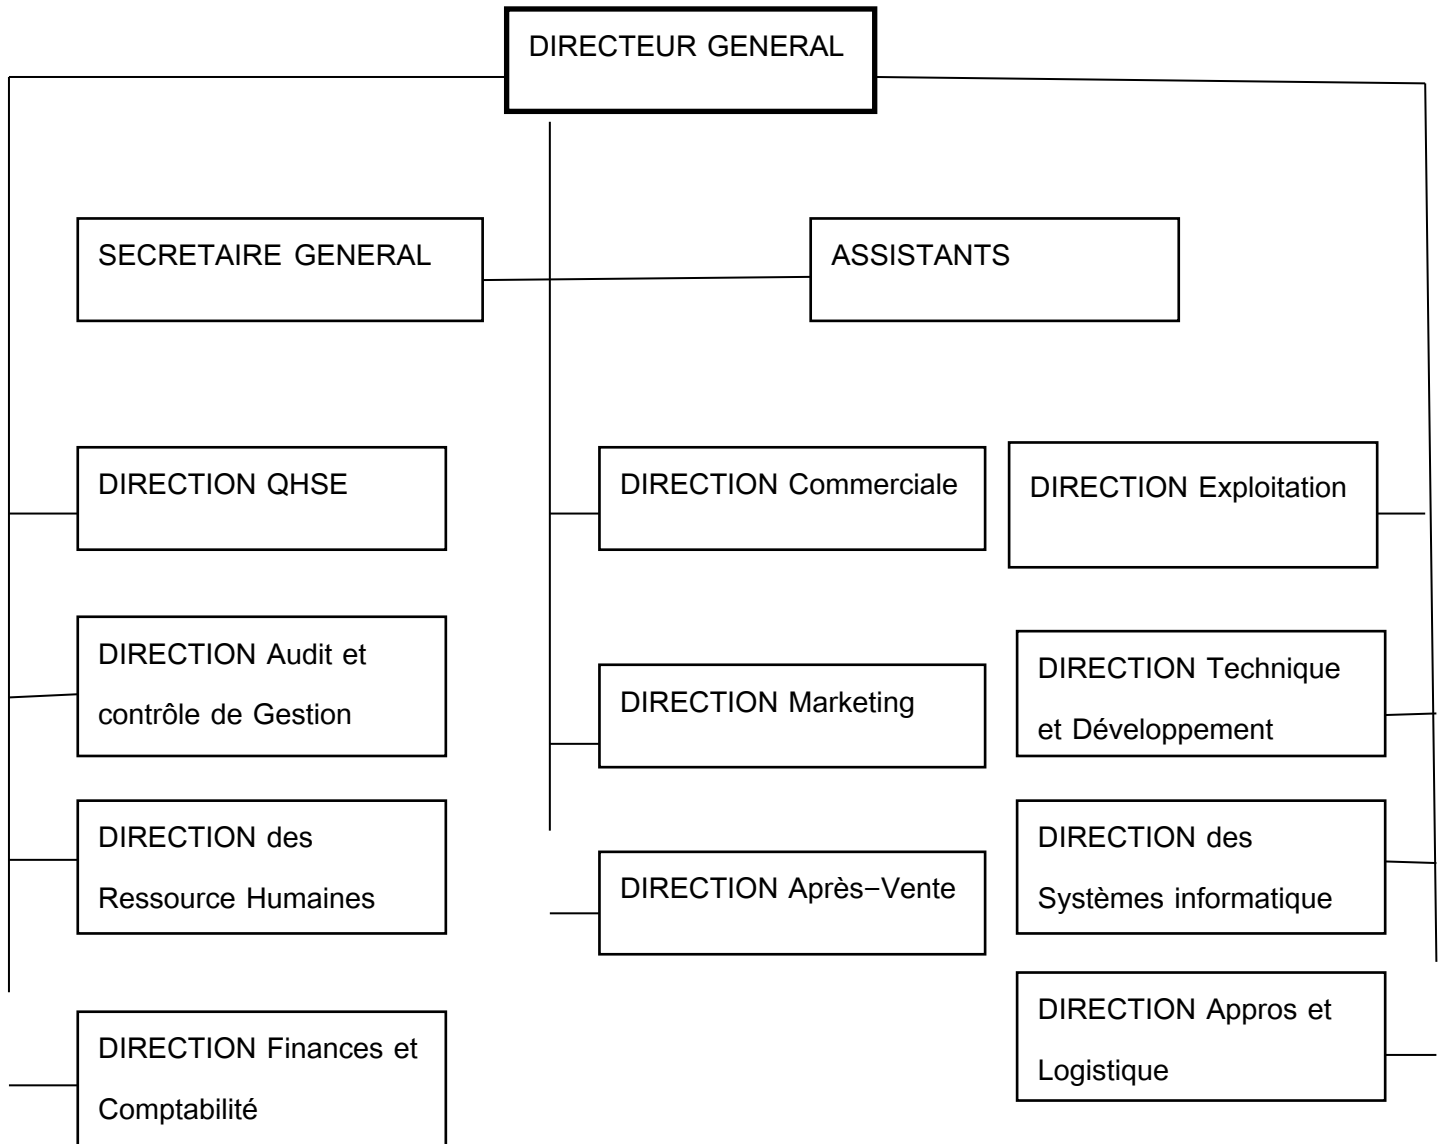 DIRECTEUR GENERAL
SECRETAIRE GENERAL
ASSISTANTS
DIRECTION QHSE
DIRECTION Audit et
contrôle de Gestion
DIRECTION des
Ressource Humaines
DIRECTION Finances et
Comptabilité
DIRECTION Commerciale
DIRECTION Marketing
DIRECTION Après-Vente
DIRECTION Exploitation
DIRECTION Technique
et Développement
DIRECTION des
Systèmes informatique
DIRECTION Appros et
Logistique